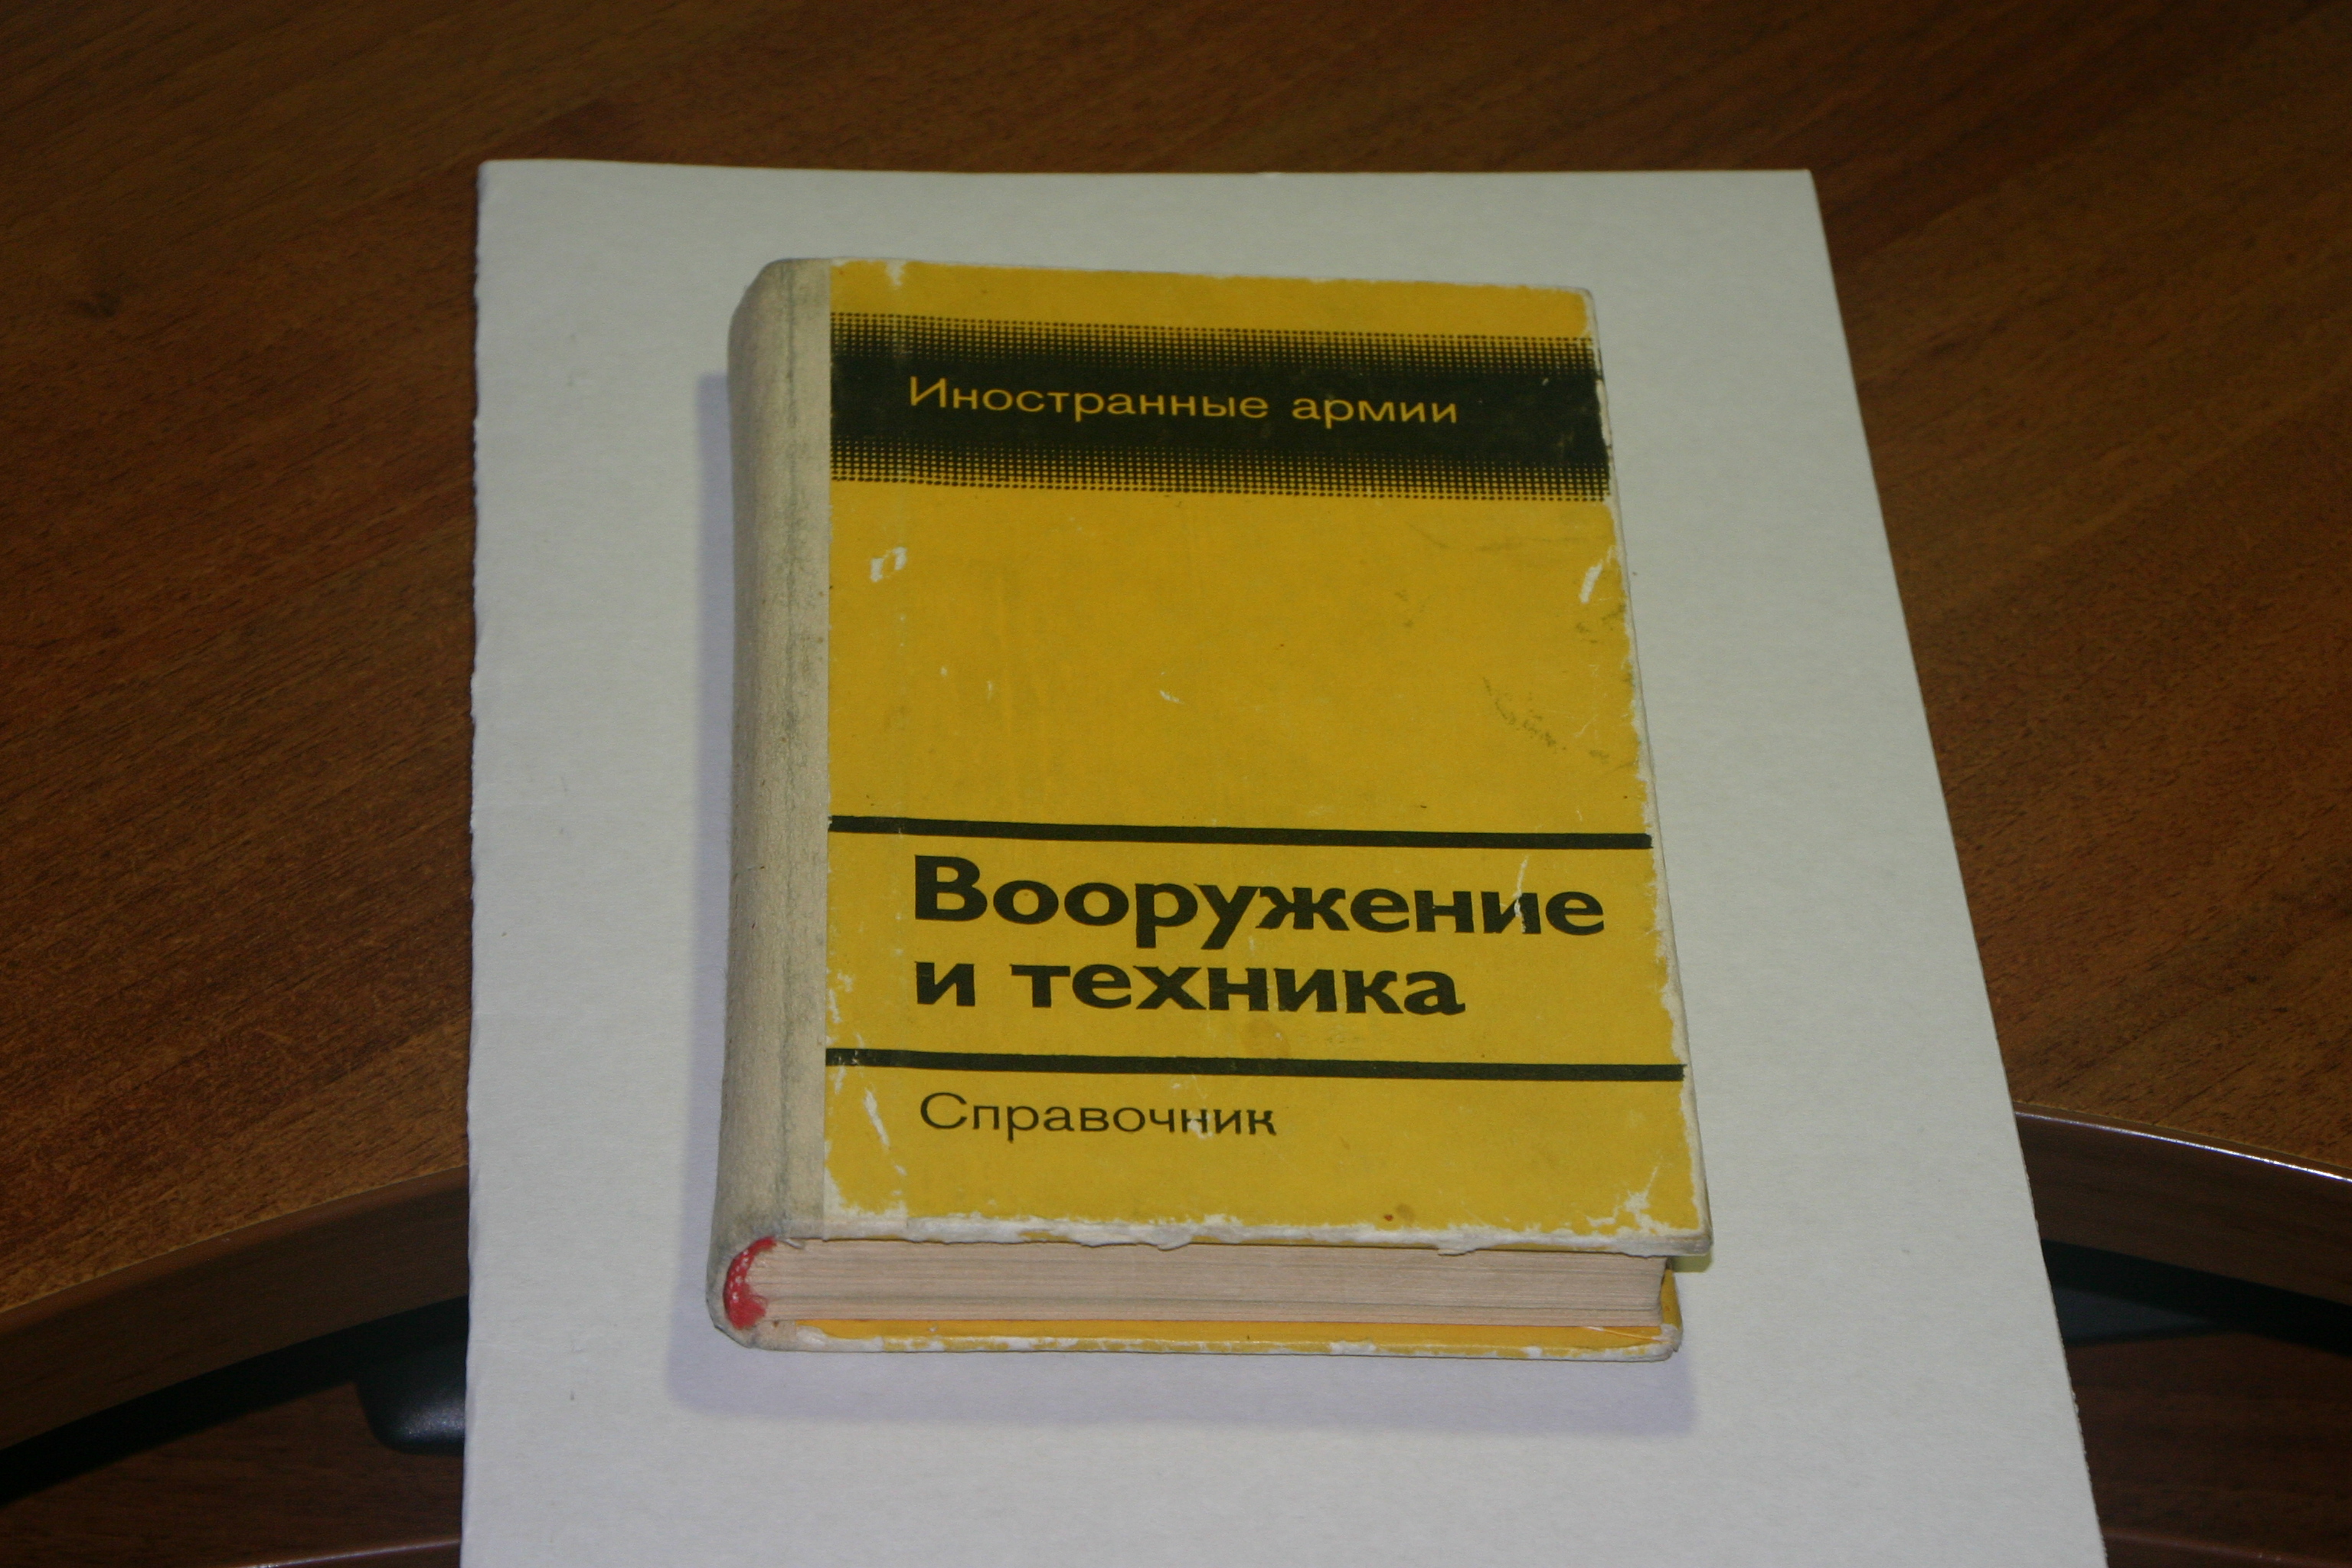 Иностранные армии
Вооружение
и техника
Справочник